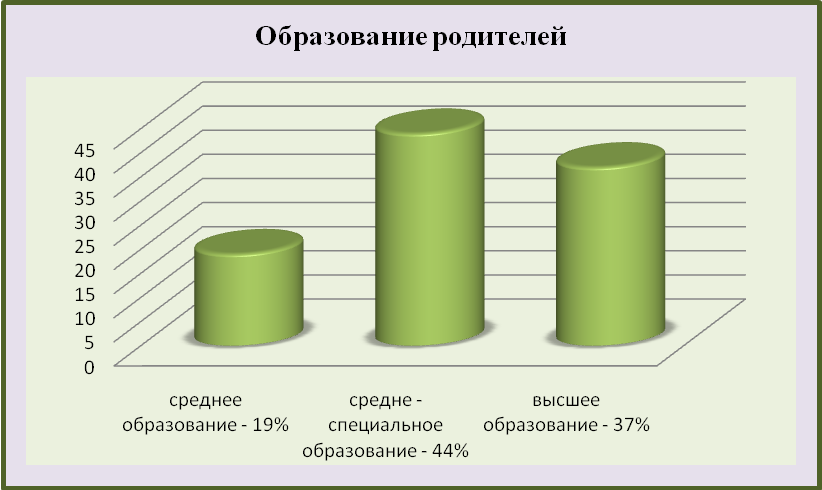 Образование родителей
45
40
35
30
25
20
15
10
5
0
среднее
образование - 19%
средне -
специальное
образование - 44%
высшее
образование - 37%